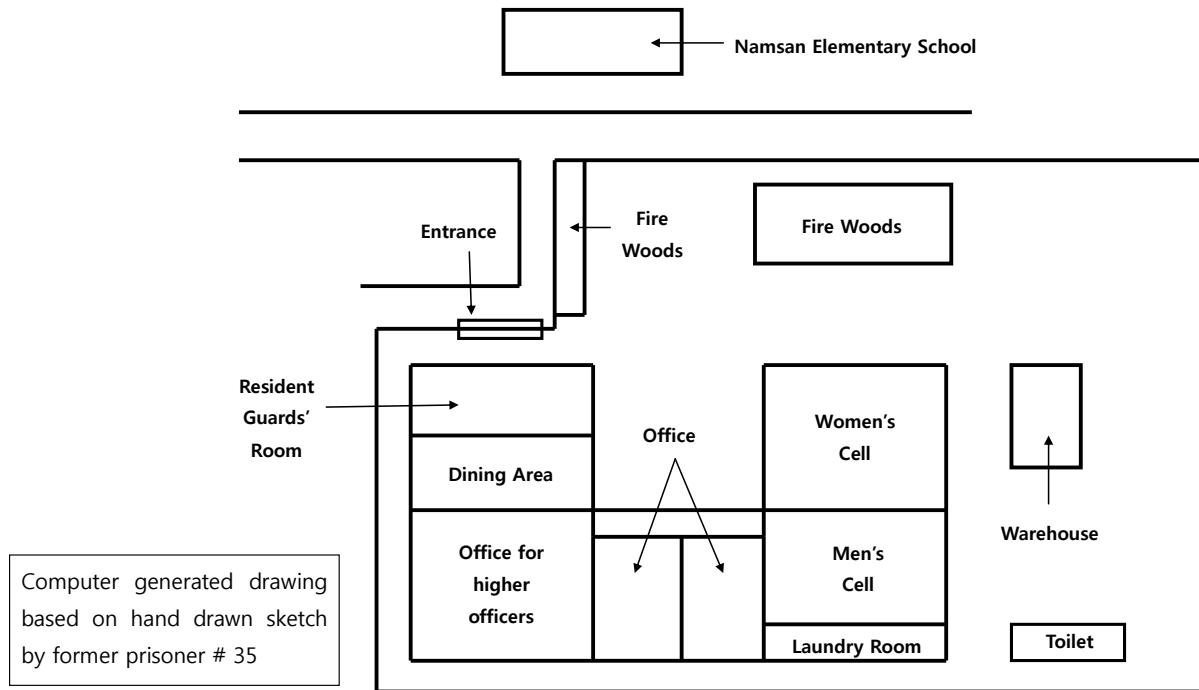 Namsan Elementary School
Fire
Woods
Fire Woods
Entrance
Resident
Guards'
Room
Office
Women's
Cell
Dining Area
Warehouse
Office for
higher
officers
Men's
Cell
Computer generated drawing
based on hand drawn sketch
by former prisoner # 35
Laundry Room
Toilet